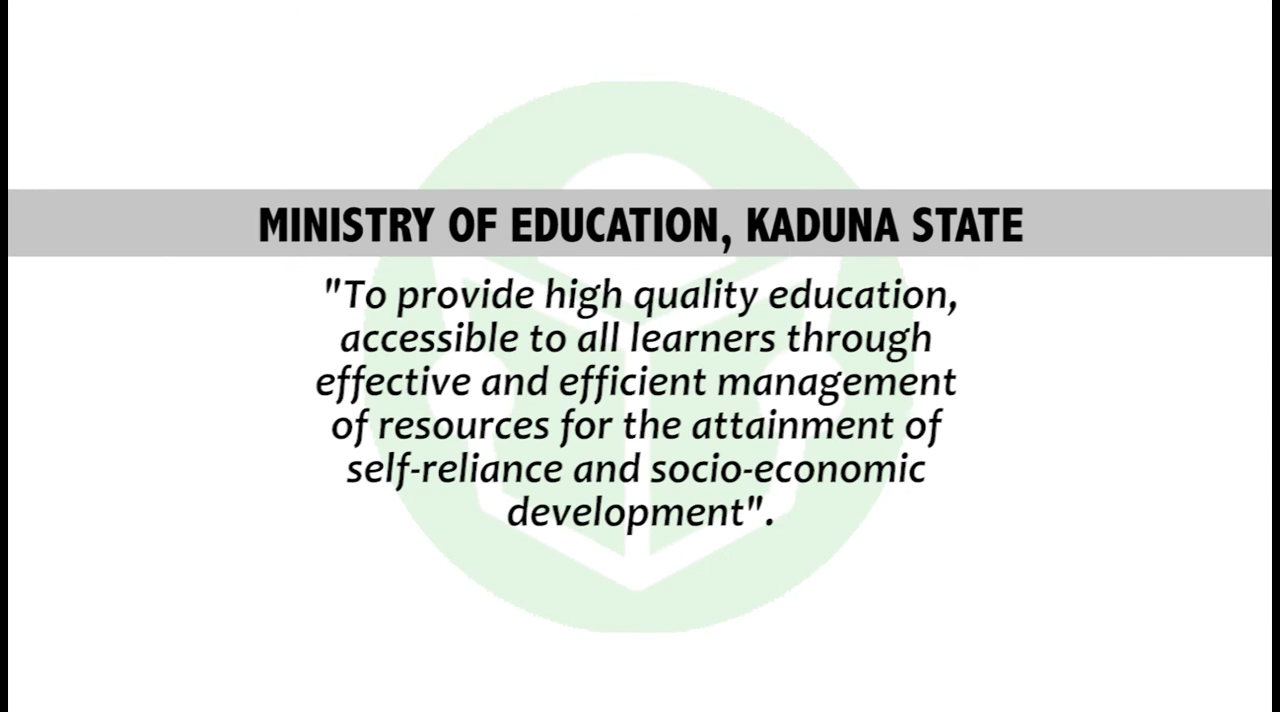 MINISTRY OF EDUCATION, KADUNA STATE
"To provide high quality education,
accessible to all learners through
effective and efficient management
of resources for the attainment of
self-reliance and socio-economic
development".